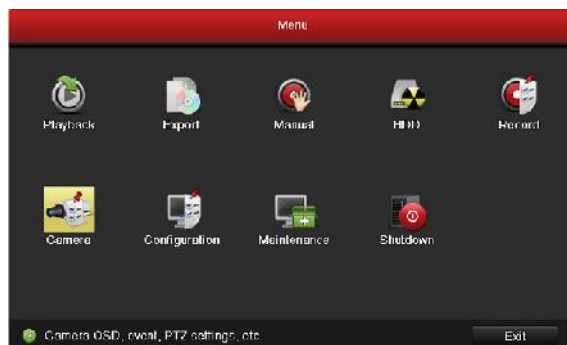 Menu
Playback Export Manual HDD Record
Camera Configuration Maintenance Shutdown
Camera OSD, event, PTZ settings, etc
Exit